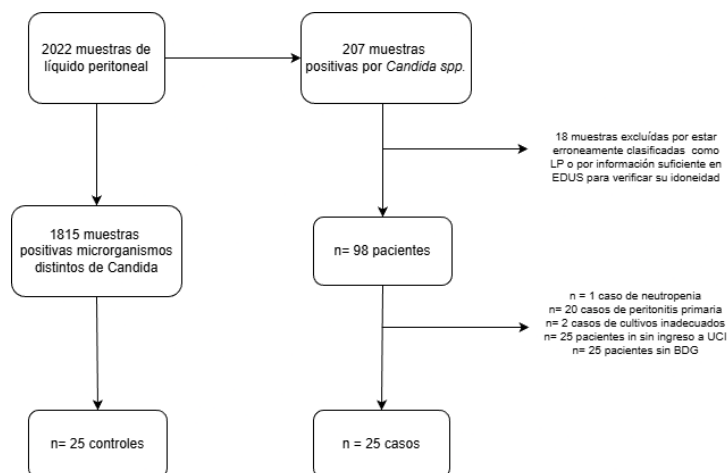 2022 muestras de
líquido peritoneal
207 muestras
positivas por Candida spp.
18 muestras excluídas por estar
erroneamente clasificadas como
LP o por información suficiente en
EDUS para verificar su idoneidad
1815 muestras
positivas microrganismos
distintos de Candida
n= 98 pacientes
n = 1 caso de neutropenia
n= 20 casos de peritonitis primaria
n= 2 casos de cultivos inadecuados
n= 25 pacientes in sin ingreso a UCI
n= 25 pacientes sin BDG
n= 25 controles
n = 25 casos